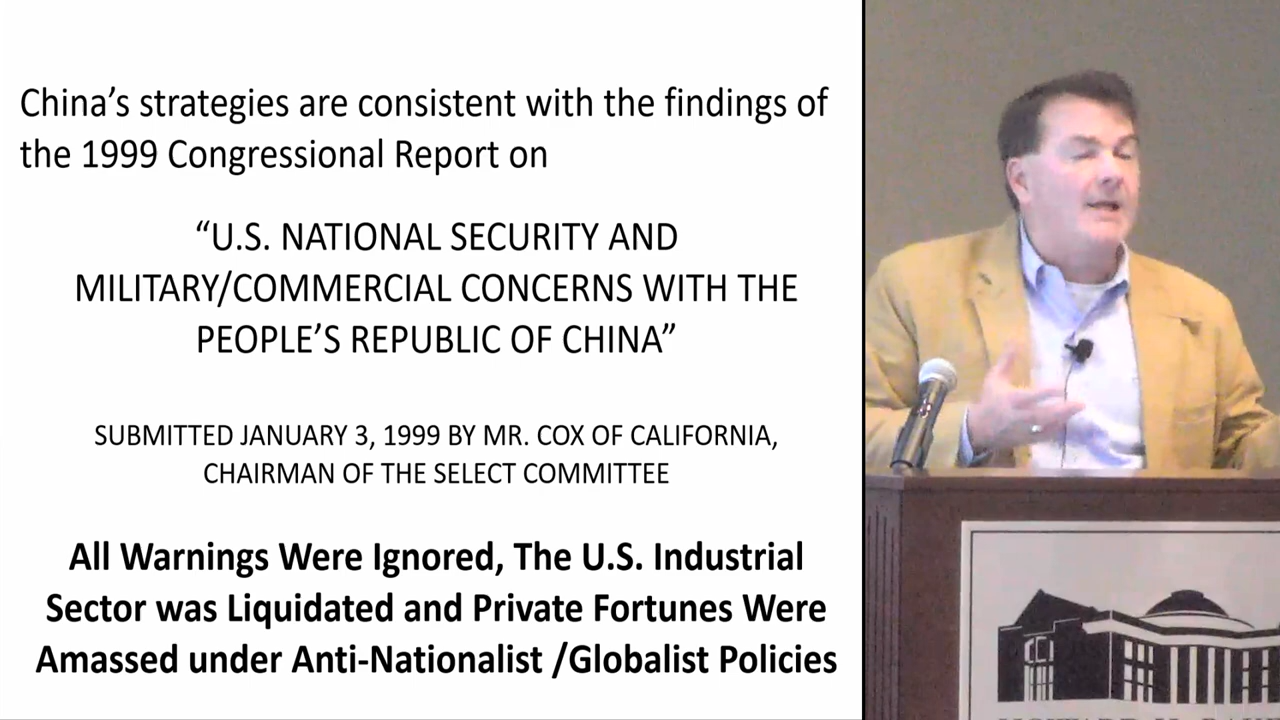 China’s strategies are consistent with the findings of
the 1999 Congressional Report on
“U.S. NATIONAL SECURITY AND
MILITARY/COMMERCIAL CONCERNS WITH THE
PEOPLE’S REPUBLIC OF CHINA”
SUBMITTED JANUARY 3, 1999 BY MR. COX OF CALIFORNIA,
CHAIRMAN OF THE SELECT COMMITTEE
All Warnings Were Ignored, The U.S. Industrial
Sector was Liquidated and Private Fortunes Were
Amassed under Anti-Nationalist /Globalist Policies